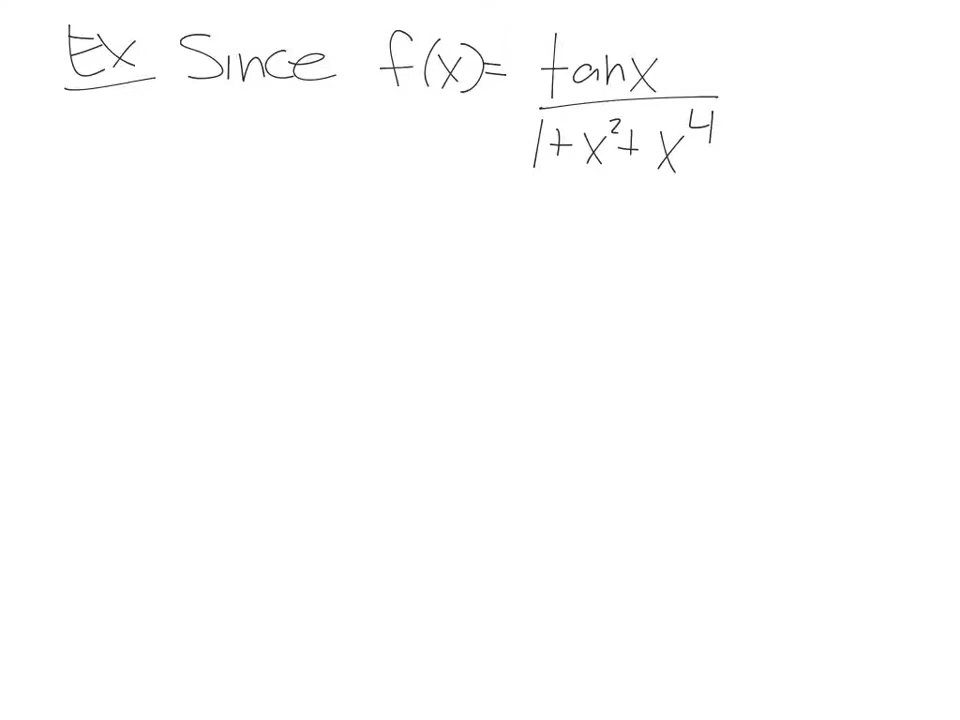 Ex Since f(x)= tanx
1+x²+x⁴